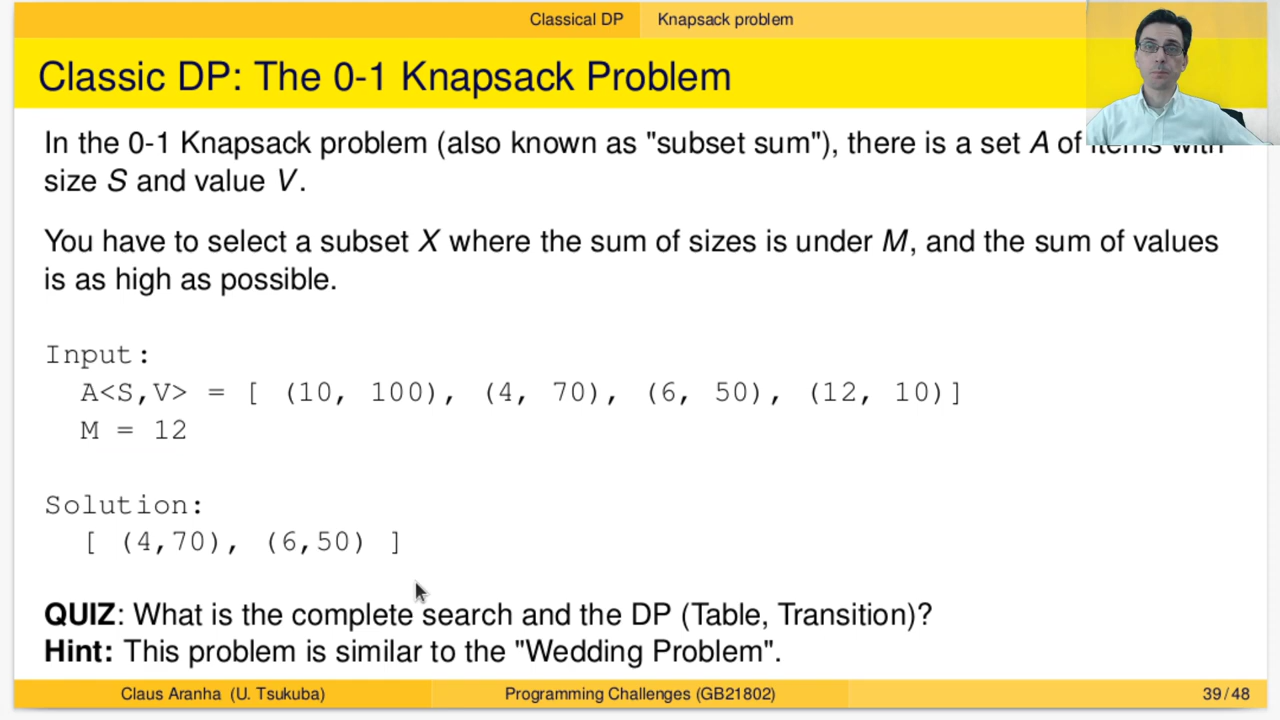 Classical DP Knapsack problem
Classic DP: The 0-1 Knapsack Problem
In the 0-1 Knapsack problem (also known as "subset sum"), there is a set A of items with
size S and value V.
You have to select a subset X where the sum of sizes is under M, and the sum of values
is as high as possible.
Input:
A<S,V> = [ (10, 100), (4, 70), (6, 50), (12, 10)]
M = 12
Solution:
[ (4,70), (6,50) ]
QUIZ: What is the complete search and the DP (Table, Transition)?
Hint: This problem is similar to the "Wedding Problem".
Claus Aranha (U. Tsukuba) Programming Challenges (GB21802) 39 / 48